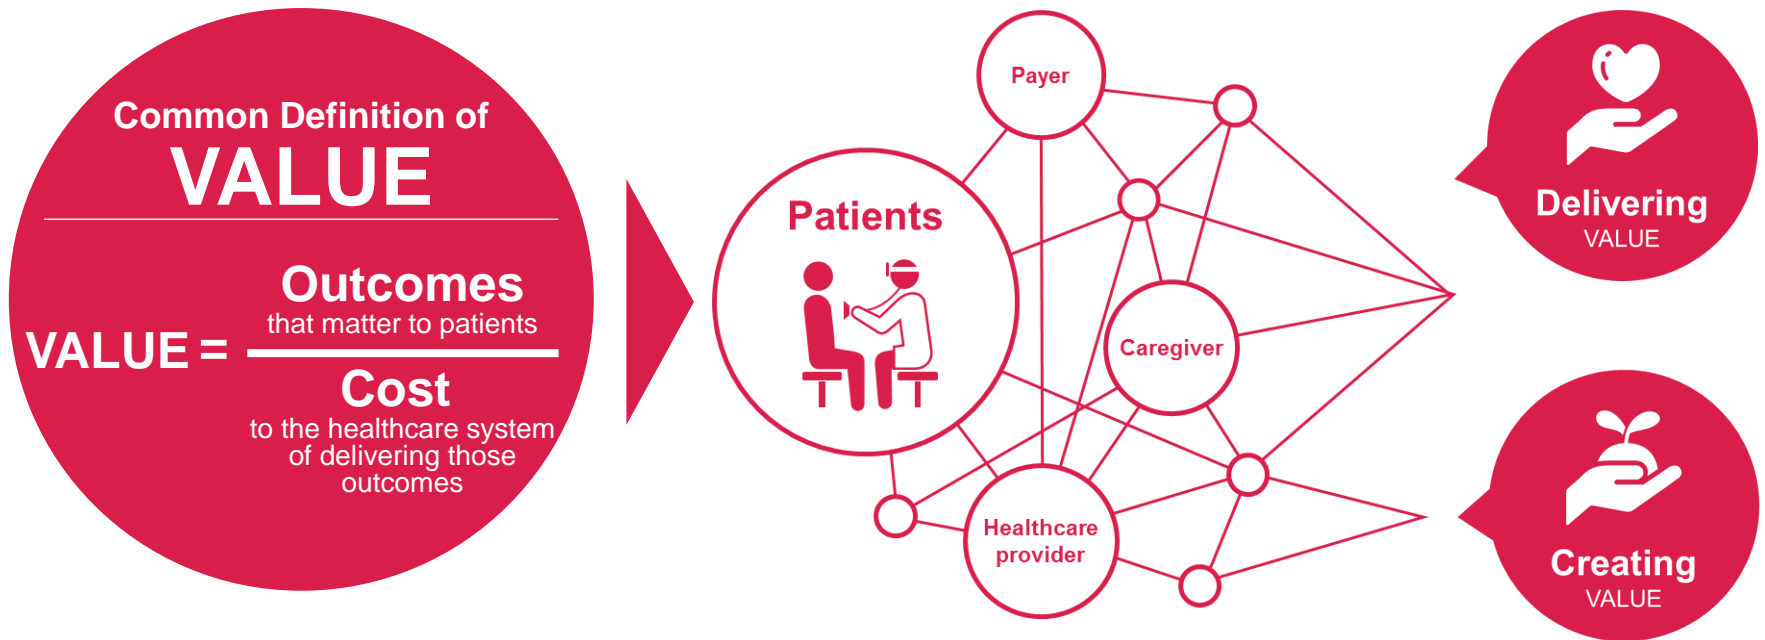 Common Definition of
VALUE
VALUE =
Outcomes
that matter to patients
Cost
to the healthcare system
of delivering those
outcomes
Payer
Patients
Caregiver
Healthcare
provider
Delivering
VALUE
Creating
VALUE